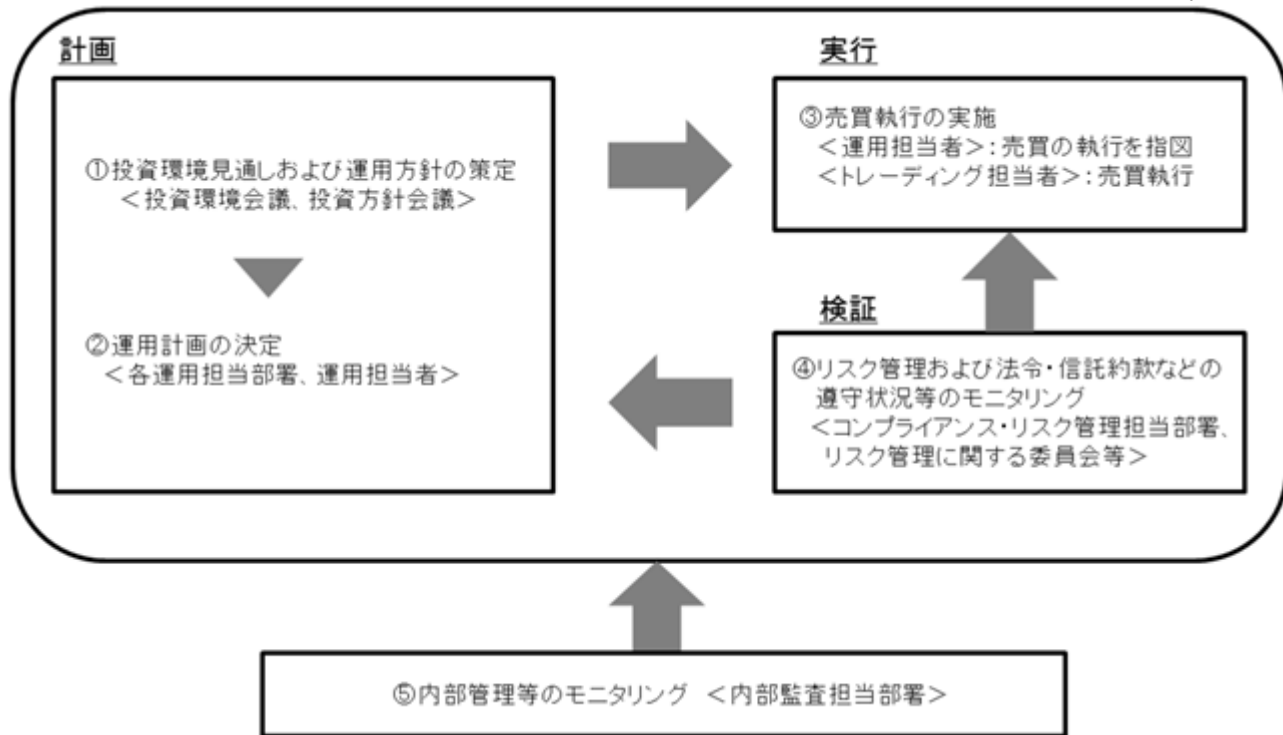 計画
①投資環境見通しおよび運用方針の策定
＜投資環境会議、投資方針会議＞
②運用計画の決定
＜各運用担当部署、運用担当者＞
実行
③売買執行の実施
＜運用担当者＞：売買の執行を指図
＜トレーディング担当者＞：売買執行
検証
④リスク管理および法令・信託約款などの
遵守状況等のモニタリング
＜コンプライアンス・リスク管理担当部署、
リスク管理に関する委員会等＞
⑤内部管理等のモニタリング ＜内部監査担当部署＞